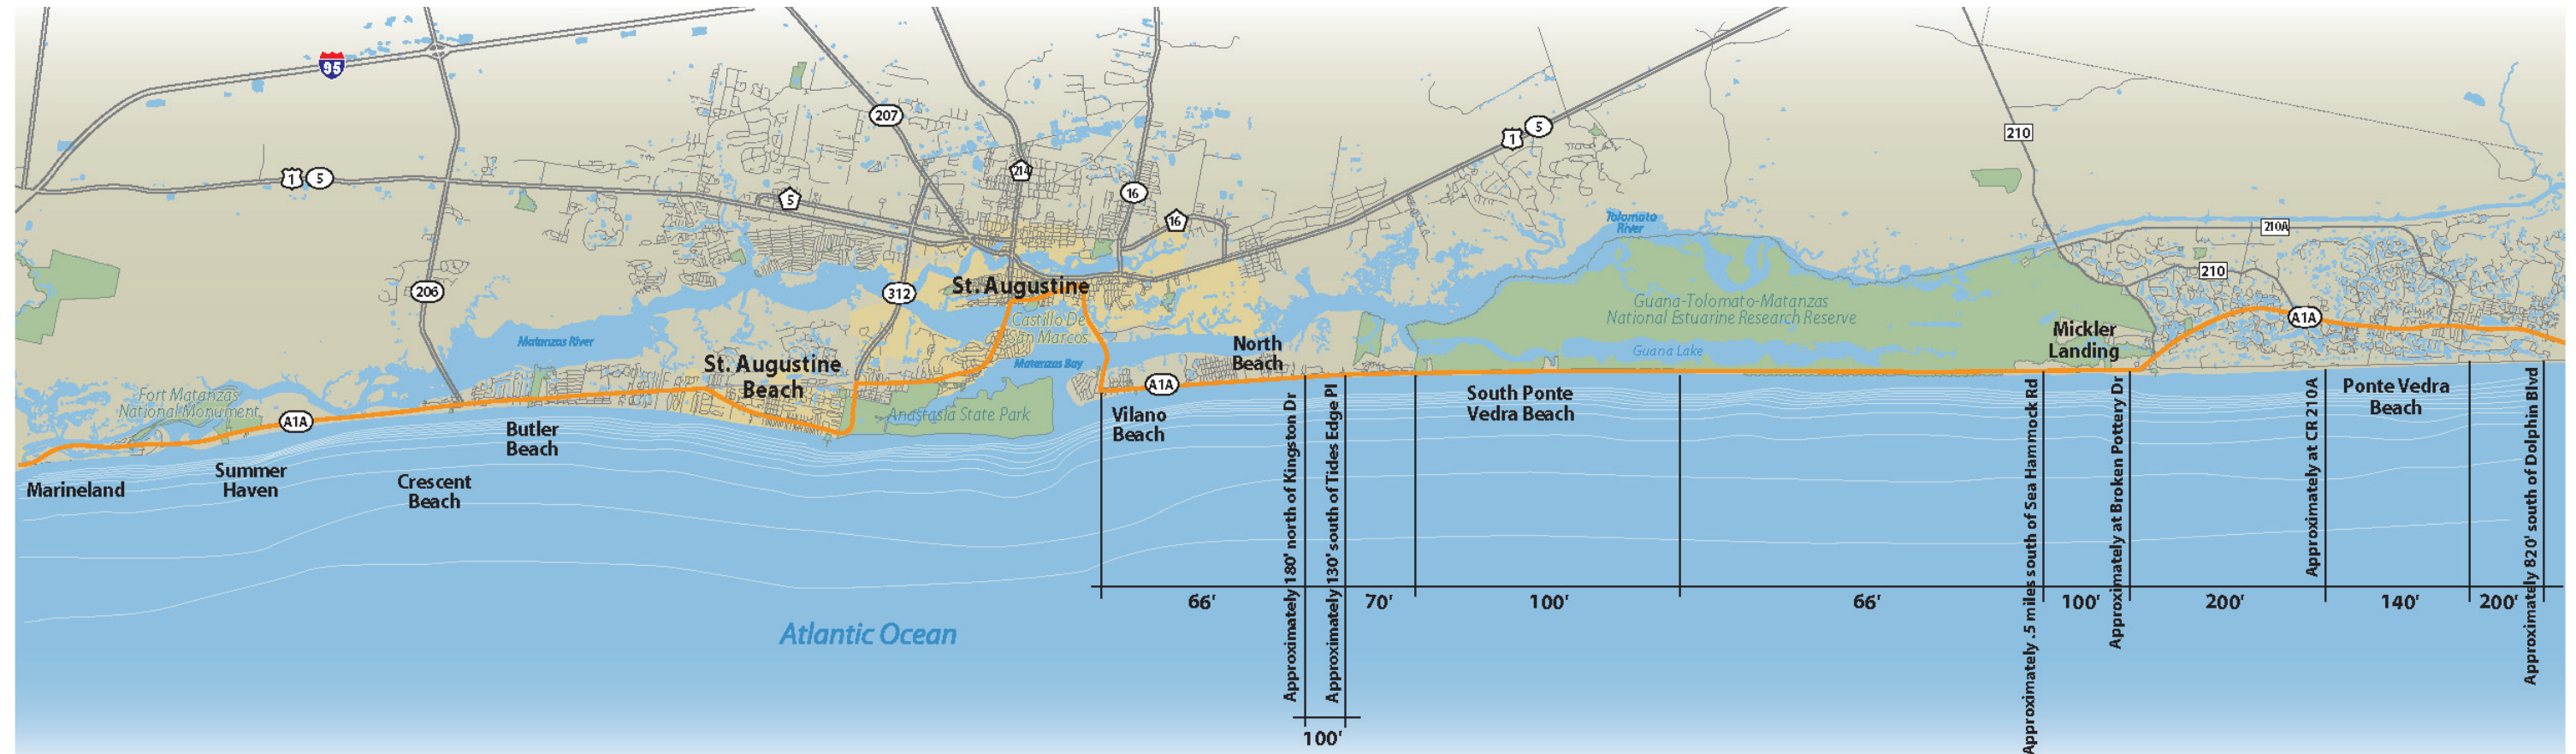 95
207
1
5
210
1
5
214
5
16
16
Tolomato
River
210A
210
206
312
St. Augustine
Castillo De
San Marcos
Guana-Tolomato-Matanzas
National Estuarine Research Reserve
A1A
Matanzas River
Mickler
Landing
North
Beach
Guana Lake
Matanzas Bay
St. Augustine
Beach
A1A
Fort Matanzas
National Monument
A1A
Anastasia State Park
Butler
Beach
Vilano
Beach
South Ponte
Vedra Beach
Ponte Vedra
Beach
Marineland
Summer
Haven
Crescent
Beach
Approximately 180' north of Kingston Dr
Approximately 130' south of Tides Edge Pl
Approximately .5 miles south of Sea Hammock Rd
Approximately at Broken Pottery Dr
Approximately at CR 210A
Approximately 820' south of Dolphin Blvd
66'
70'
100'
66'
100'
200'
140'
200'
Atlantic Ocean
100'